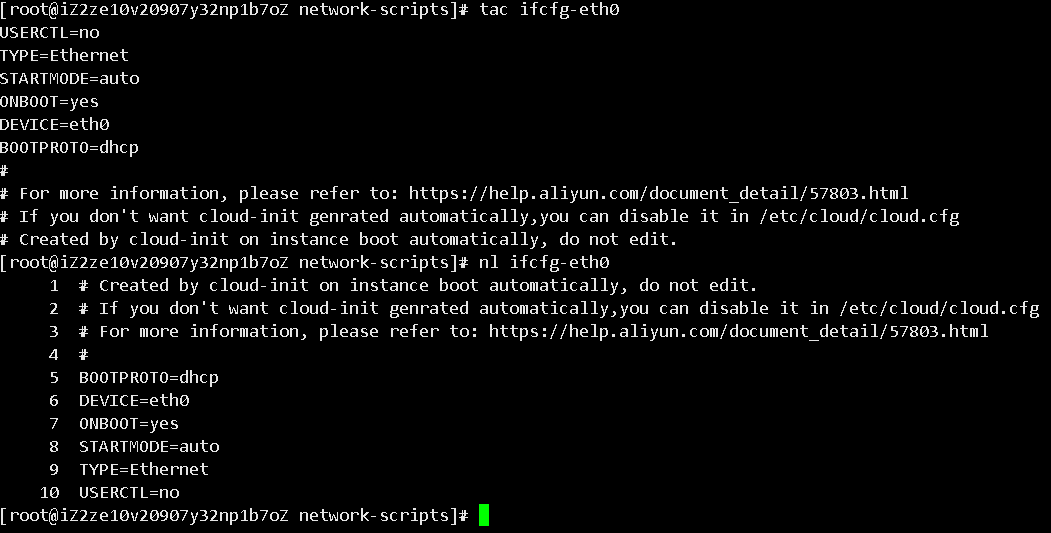 [root@iZ2ze10v20907y32np1b7oZ network-scripts]# tac ifcfg-eth0
USERCTL=no
TYPE=Ethernet
STARTMODE=auto
ONBOOT=yes
DEVICE=eth0
BOOTPROTO=dhcp
#
# For more information, please refer to: https://help.aliyun.com/document_detail/57803.html
# If you don't want cloud-init genrated automatically,you can disable it in /etc/cloud/cloud.cfg
# Created by cloud-init on instance boot automatically, do not edit.
[root@iZ2ze10v20907y32np1b7oZ network-scripts]# nl ifcfg-eth0
     1  # Created by cloud-init on instance boot automatically, do not edit.
     2  # If you don't want cloud-init genrated automatically,you can disable it in /etc/cloud/cloud.cfg
     3  # For more information, please refer to: https://help.aliyun.com/document_detail/57803.html
     4  #
     5  BOOTPROTO=dhcp
     6  DEVICE=eth0
     7  ONBOOT=yes
     8  STARTMODE=auto
     9  TYPE=Ethernet
    10  USERCTL=no
[root@iZ2ze10v20907y32np1b7oZ network-scripts]#